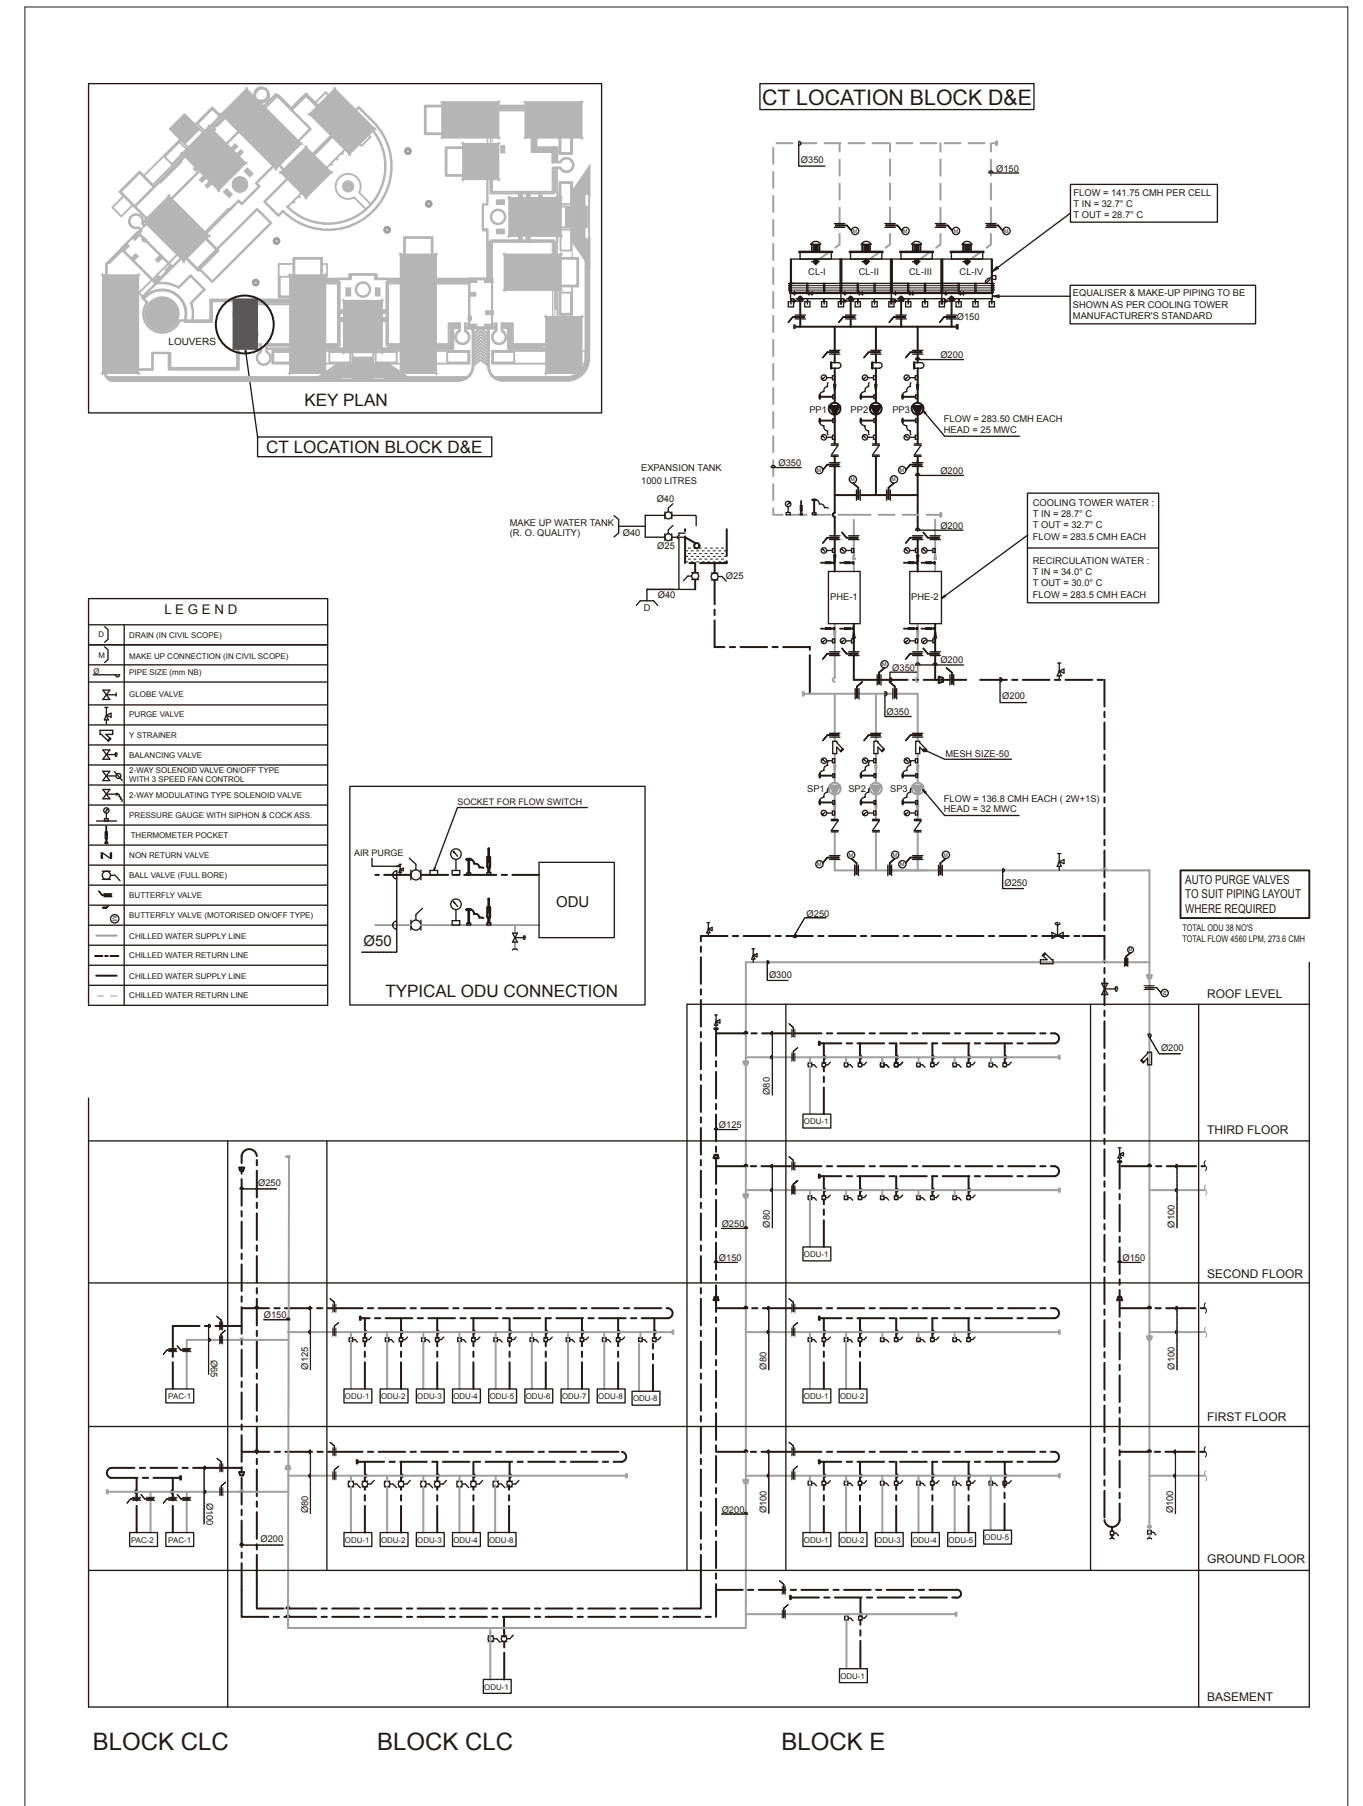 CT LOCATION BLOCK D&E
Ø350
Ø150
FLOW = 141.75 CMH PER CELL
T IN = 32.7° C
T OUT = 28.7° C
M
M
M
M
CL-I
CL-II
CL-III
CL-IV
EQUALISER & MAKE-UP PIPING TO BE
SHOWN AS PER COOLING TOWER
MANUFACTURER'S STANDARD
Ø150
LOUVERS
KEY PLAN
CT LOCATION BLOCK D&E
Ø200
PP1
PP2
PP3
FLOW = 283.50 CMH EACH
HEAD = 25 MWC
Ø350
M
M
Ø200
M
M
EXPANSION TANK
1000 LITRES
Ø40
MAKE UP WATER TANK
(R. O. QUALITY)
Ø40
Ø25
Ø25
Ø40
D
COOLING TOWER WATER :
T IN = 28.7° C
T OUT = 32.7° C
FLOW = 283.5 CMH EACH
RECIRCULATION WATER :
T IN = 34.0° C
T OUT = 30.0° C
FLOW = 283.5 CMH EACH
Ø200
PHE-1
PHE-2
M
Ø350
Ø200
Ø200
Ø350
MESH SIZE-50
SP1
SP2
SP3
FLOW = 136.8 CMH EACH ( 2W+1S)
HEAD = 32 MWC
M
M
M
M
M
Ø250
LEGEND
D
DRAIN (IN CIVIL SCOPE)
M
MAKE UP CONNECTION (IN CIVIL SCOPE)
Ø
PIPE SIZE (mm NB)
GLOBE VALVE
PURGE VALVE
Y STRAINER
BALANCING VALVE
2-WAY SOLENOID VALVE ON/OFF TYPE
WITH 3 SPEED FAN CONTROL
2-WAY MODULATING TYPE SOLENOID VALVE
PRESSURE GAUGE WITH SIPHON & COCK ASS.
THERMOMETER POCKET
NON RETURN VALVE
BALL VALVE (FULL BORE)
BUTTERFLY VALVE
BUTTERFLY VALVE (MOTORISED ON/OFF TYPE)
CHILLED WATER SUPPLY LINE
CHILLED WATER RETURN LINE
CHILLED WATER SUPPLY LINE
CHILLED WATER RETURN LINE
SOCKET FOR FLOW SWITCH
AIR PURGE
ODU
Ø50
TYPICAL ODU CONNECTION
AUTO PURGE VALVES
TO SUIT PIPING LAYOUT
WHERE REQUIRED
TOTAL ODU 38 NO'S
TOTAL FLOW 4560 LPM, 273.6 CMH
Ø250
Ø300
M
ROOF LEVEL
Ø200
Ø80
ODU-1
Ø125
THIRD FLOOR
Ø250
Ø250
Ø80
ODU-1
Ø150
Ø100
Ø150
SECOND FLOOR
Ø150
Ø65
PAC-1
Ø125
ODU-1
ODU-2
ODU-3
ODU-4
ODU-5
ODU-6
ODU-7
ODU-8
ODU-8
Ø80
ODU-1
ODU-2
Ø100
FIRST FLOOR
Ø100
PAC-2
PAC-1
Ø200
Ø80
ODU-1
ODU-2
ODU-3
ODU-4
ODU-8
Ø200
Ø100
ODU-1
ODU-2
ODU-3
ODU-4
ODU-5
ODU-5
Ø100
GROUND FLOOR
ODU-1
ODU-1
BASEMENT
BLOCK CLC
BLOCK CLC
BLOCK E